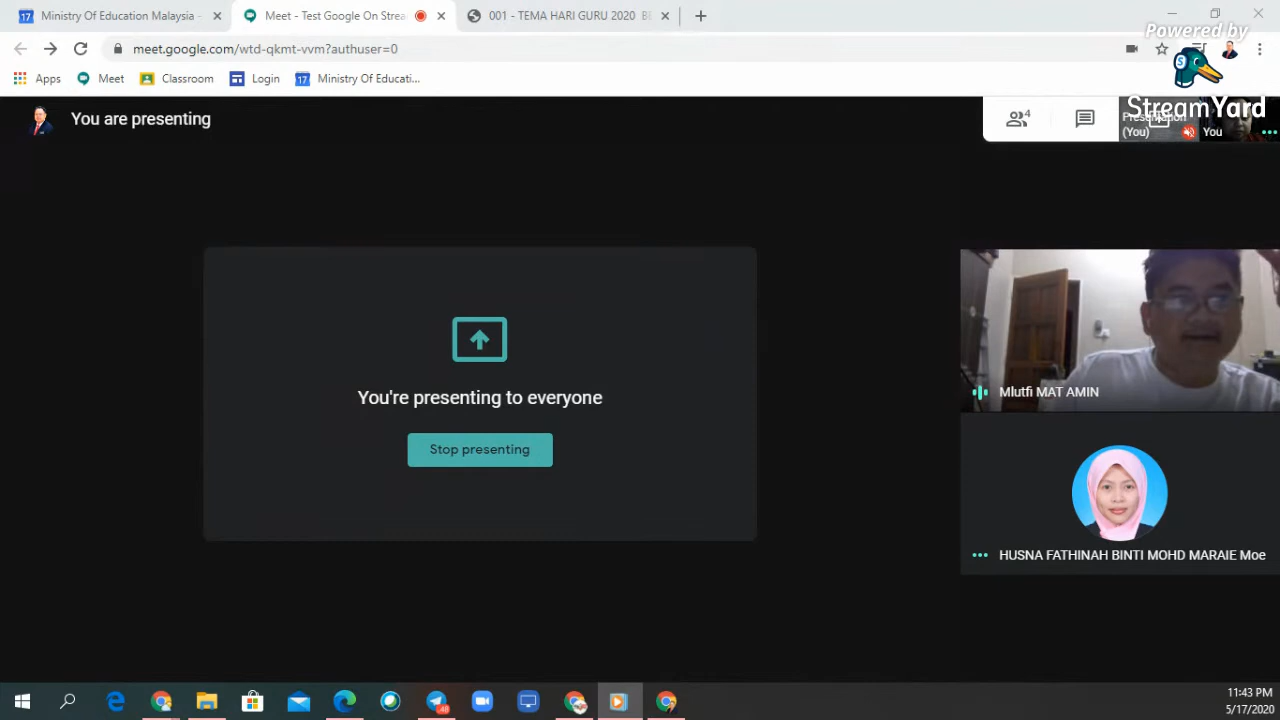 Ministry Of Education Malaysia -
Meet - Test Google On Strea
001 - TEMA HARI GURU 2020 B
Powered by
StreamYard
meet.google.com/wtd-qkmt-vvm?authuser=0
Apps
Meet
Classroom
Login
Ministry Of Educati...
You are presenting
4
Presentation
(You)
You
You're presenting to everyone
Stop presenting
Mlutfi MAT AMIN
HUSNA FATHINAH BINTI MOHD MARAIE Moe
11:43 PM
5/17/2020